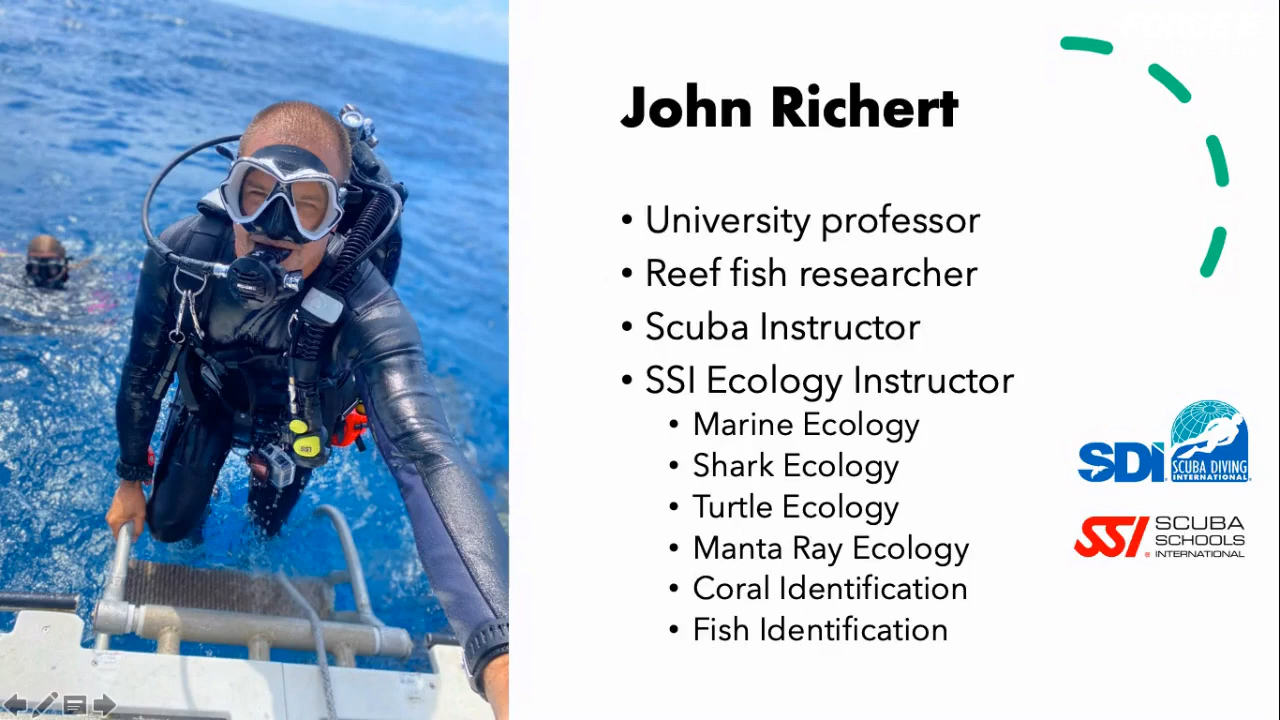 John Richert
• University professor
• Reef fish researcher
• Scuba Instructor
• SSI Ecology Instructor
• Marine Ecology
• Shark Ecology
• Turtle Ecology
• Manta Ray Ecology
• Coral Identification
• Fish Identification
SDI SCUBA DIVING
INTERNATIONAL
SSI SCUBA
SCHOOLS
INTERNATIONAL